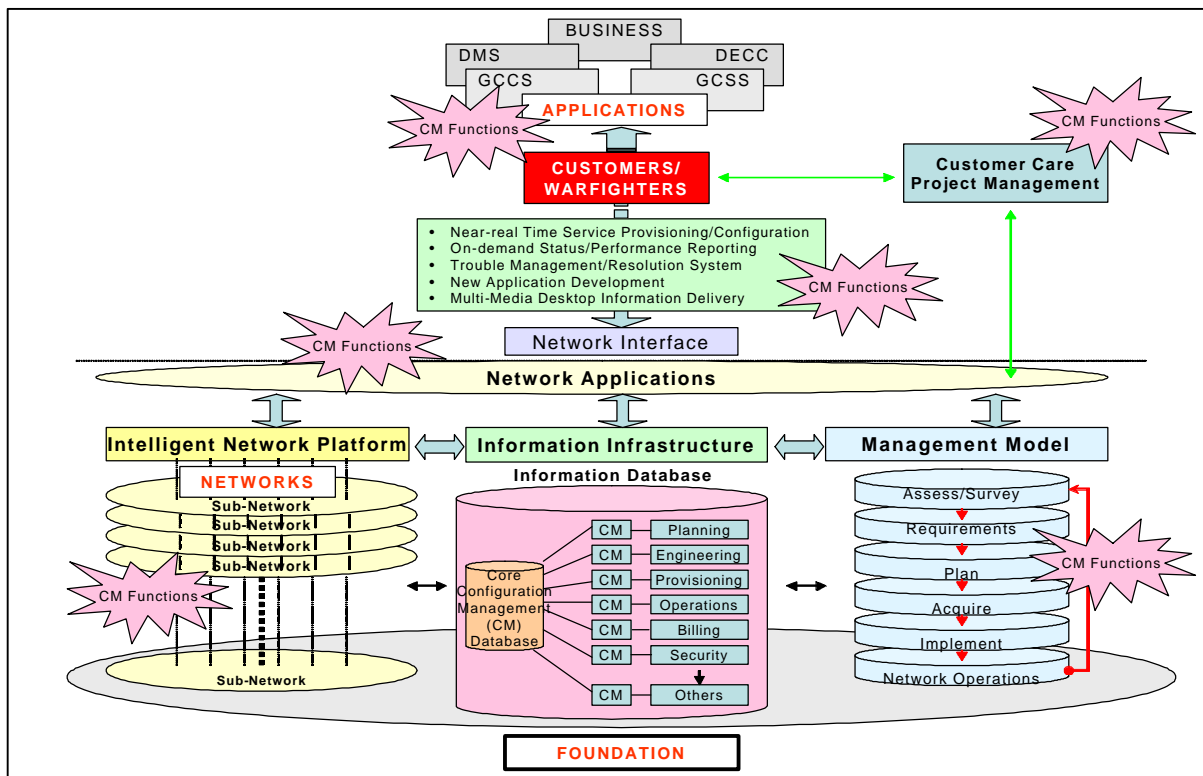 BUSINESS
DMS
DECC
GCCS
GCSS
APPLICATIONS
CM Functions
CM Functions
CUSTOMERS/
WARFIGHTERS
Customer Care
Project Management
• Near-real Time Service Provisioning/Configuration
• On-demand Status/Performance Reporting
• Trouble Management/Resolution System
• New Application Development
• Multi-Media Desktop Information Delivery
CM Functions
CM Functions
Network Interface
Network Applications
Intelligent Network Platform
Information Infrastructure
Management Model
NETWORKS
Sub-Network
Sub-Network
Sub-Network
Sub-Network
CM Functions
Sub-Network
Information Database
Core
Configuration
Management
(CM)
Database
CM Planning
CM Engineering
CM Provisioning
CM Operations
CM Billing
CM Security
CM Others
Assess/Survey
Requirements
Plan
Acquire
Implement
Network Operations
CM Functions
FOUNDATION